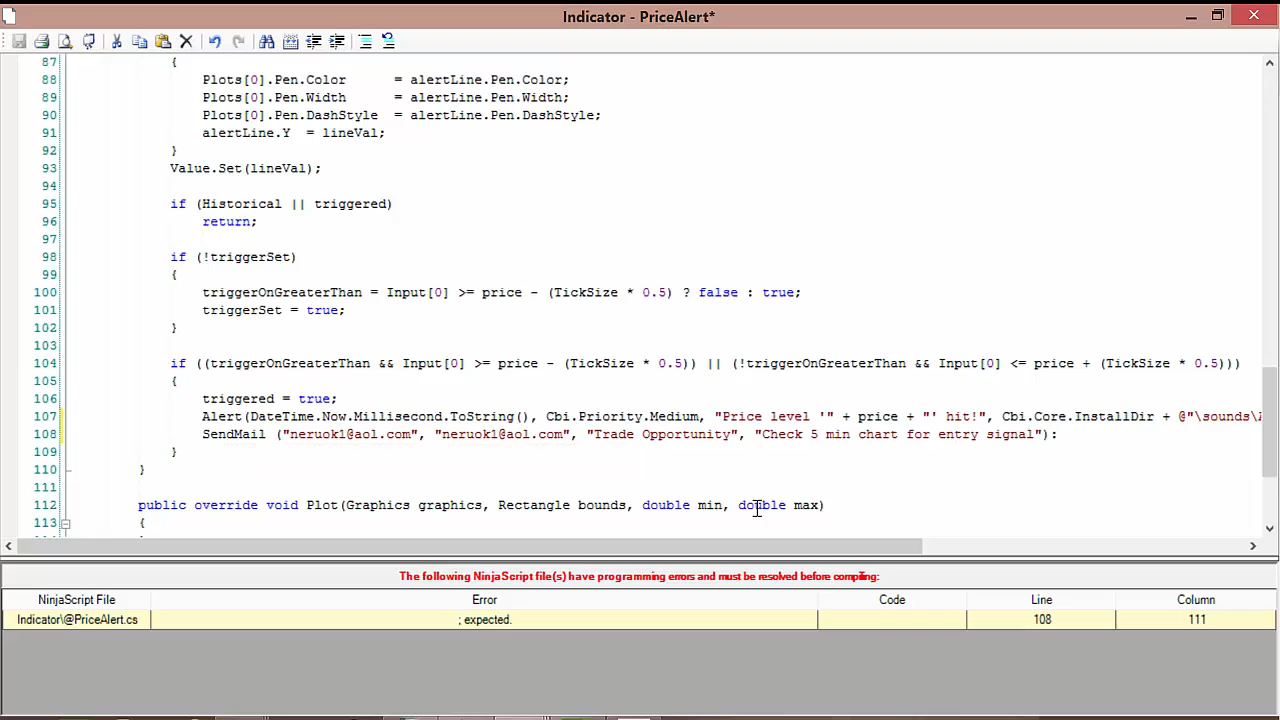 Indicator - PriceAlert*
87 {
88 Plots[0].Pen.Color = alertLine.Pen.Color;
89 Plots[0].Pen.Width = alertLine.Pen.Width;
90 Plots[0].Pen.DashStyle = alertLine.Pen.DashStyle;
91 alertLine.Y = lineVal;
92 }
93 Value.Set(lineVal);
94
95 if (Historical || triggered)
96 return;
97
98 if (!triggerSet)
99 {
100 triggerOnGreaterThan = Input[0] >= price - (TickSize * 0.5) ? false : true;
101 triggerSet = true;
102 }
103
104 if ((triggerOnGreaterThan && Input[0] >= price - (TickSize * 0.5)) || (!triggerOnGreaterThan && Input[0] <= price + (TickSize * 0.5)))
105 {
106 triggered = true;
107 Alert(DateTime.Now.Millisecond.ToString(), Cbi.Priority.Medium, "Price level '" + price + "' hit!", Cbi.Core.InstallDir + @"\sounds\
108 SendMail ("neruok1@aol.com", "neruok1@aol.com", "Trade Opportunity", "Check 5 min chart for entry signal"):
109 }
110 }
111
112 public override void Plot(Graphics graphics, Rectangle bounds, double min, double max)
113 {
The following NinjaScript file(s) have programming errors and must be resolved before compiling:
NinjaScript File Error Code Line Column
Indicator\@PriceAlert.cs ; expected. 108 111